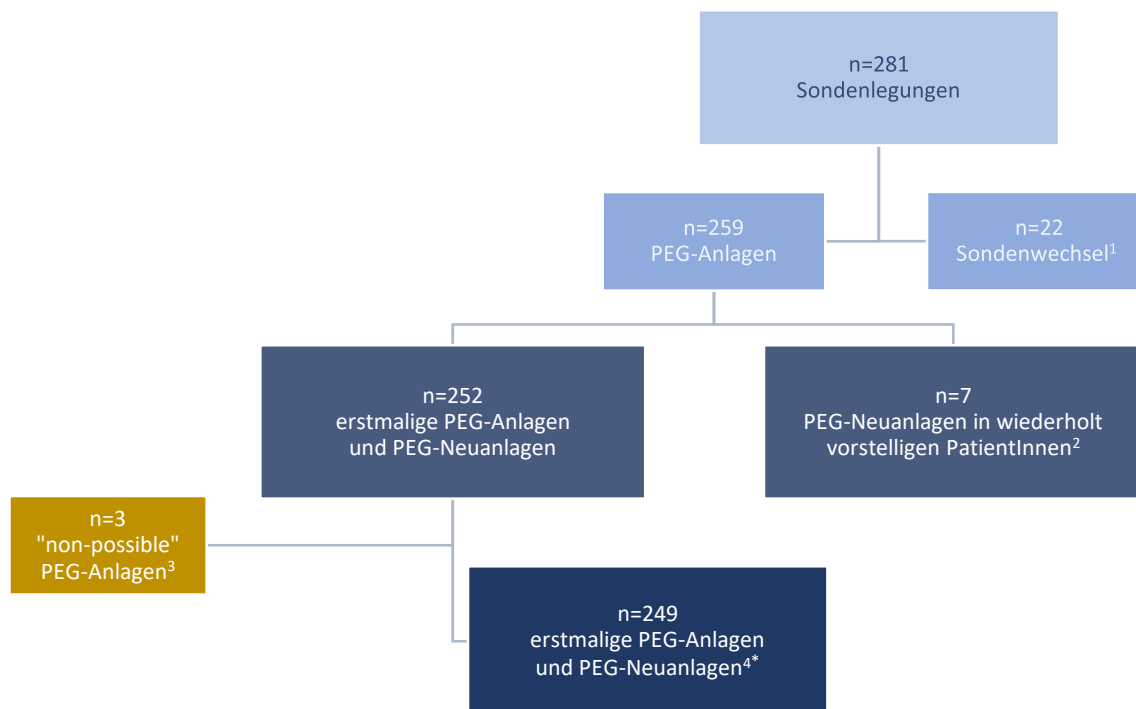 n=281
Sondenlegungen
n=259
PEG-Anlagen
n=22
Sondenwechsel¹
n=252
erstmalige PEG-Anlagen
und PEG-Neuanlagen
n=7
PEG-Neuanlagen in wiederholt
vorstelligen PatientInnen²
n=3
"non-possible"
PEG-Anlagen³
n=249
erstmalige PEG-Anlagen
und PEG-Neuanlagen⁴*